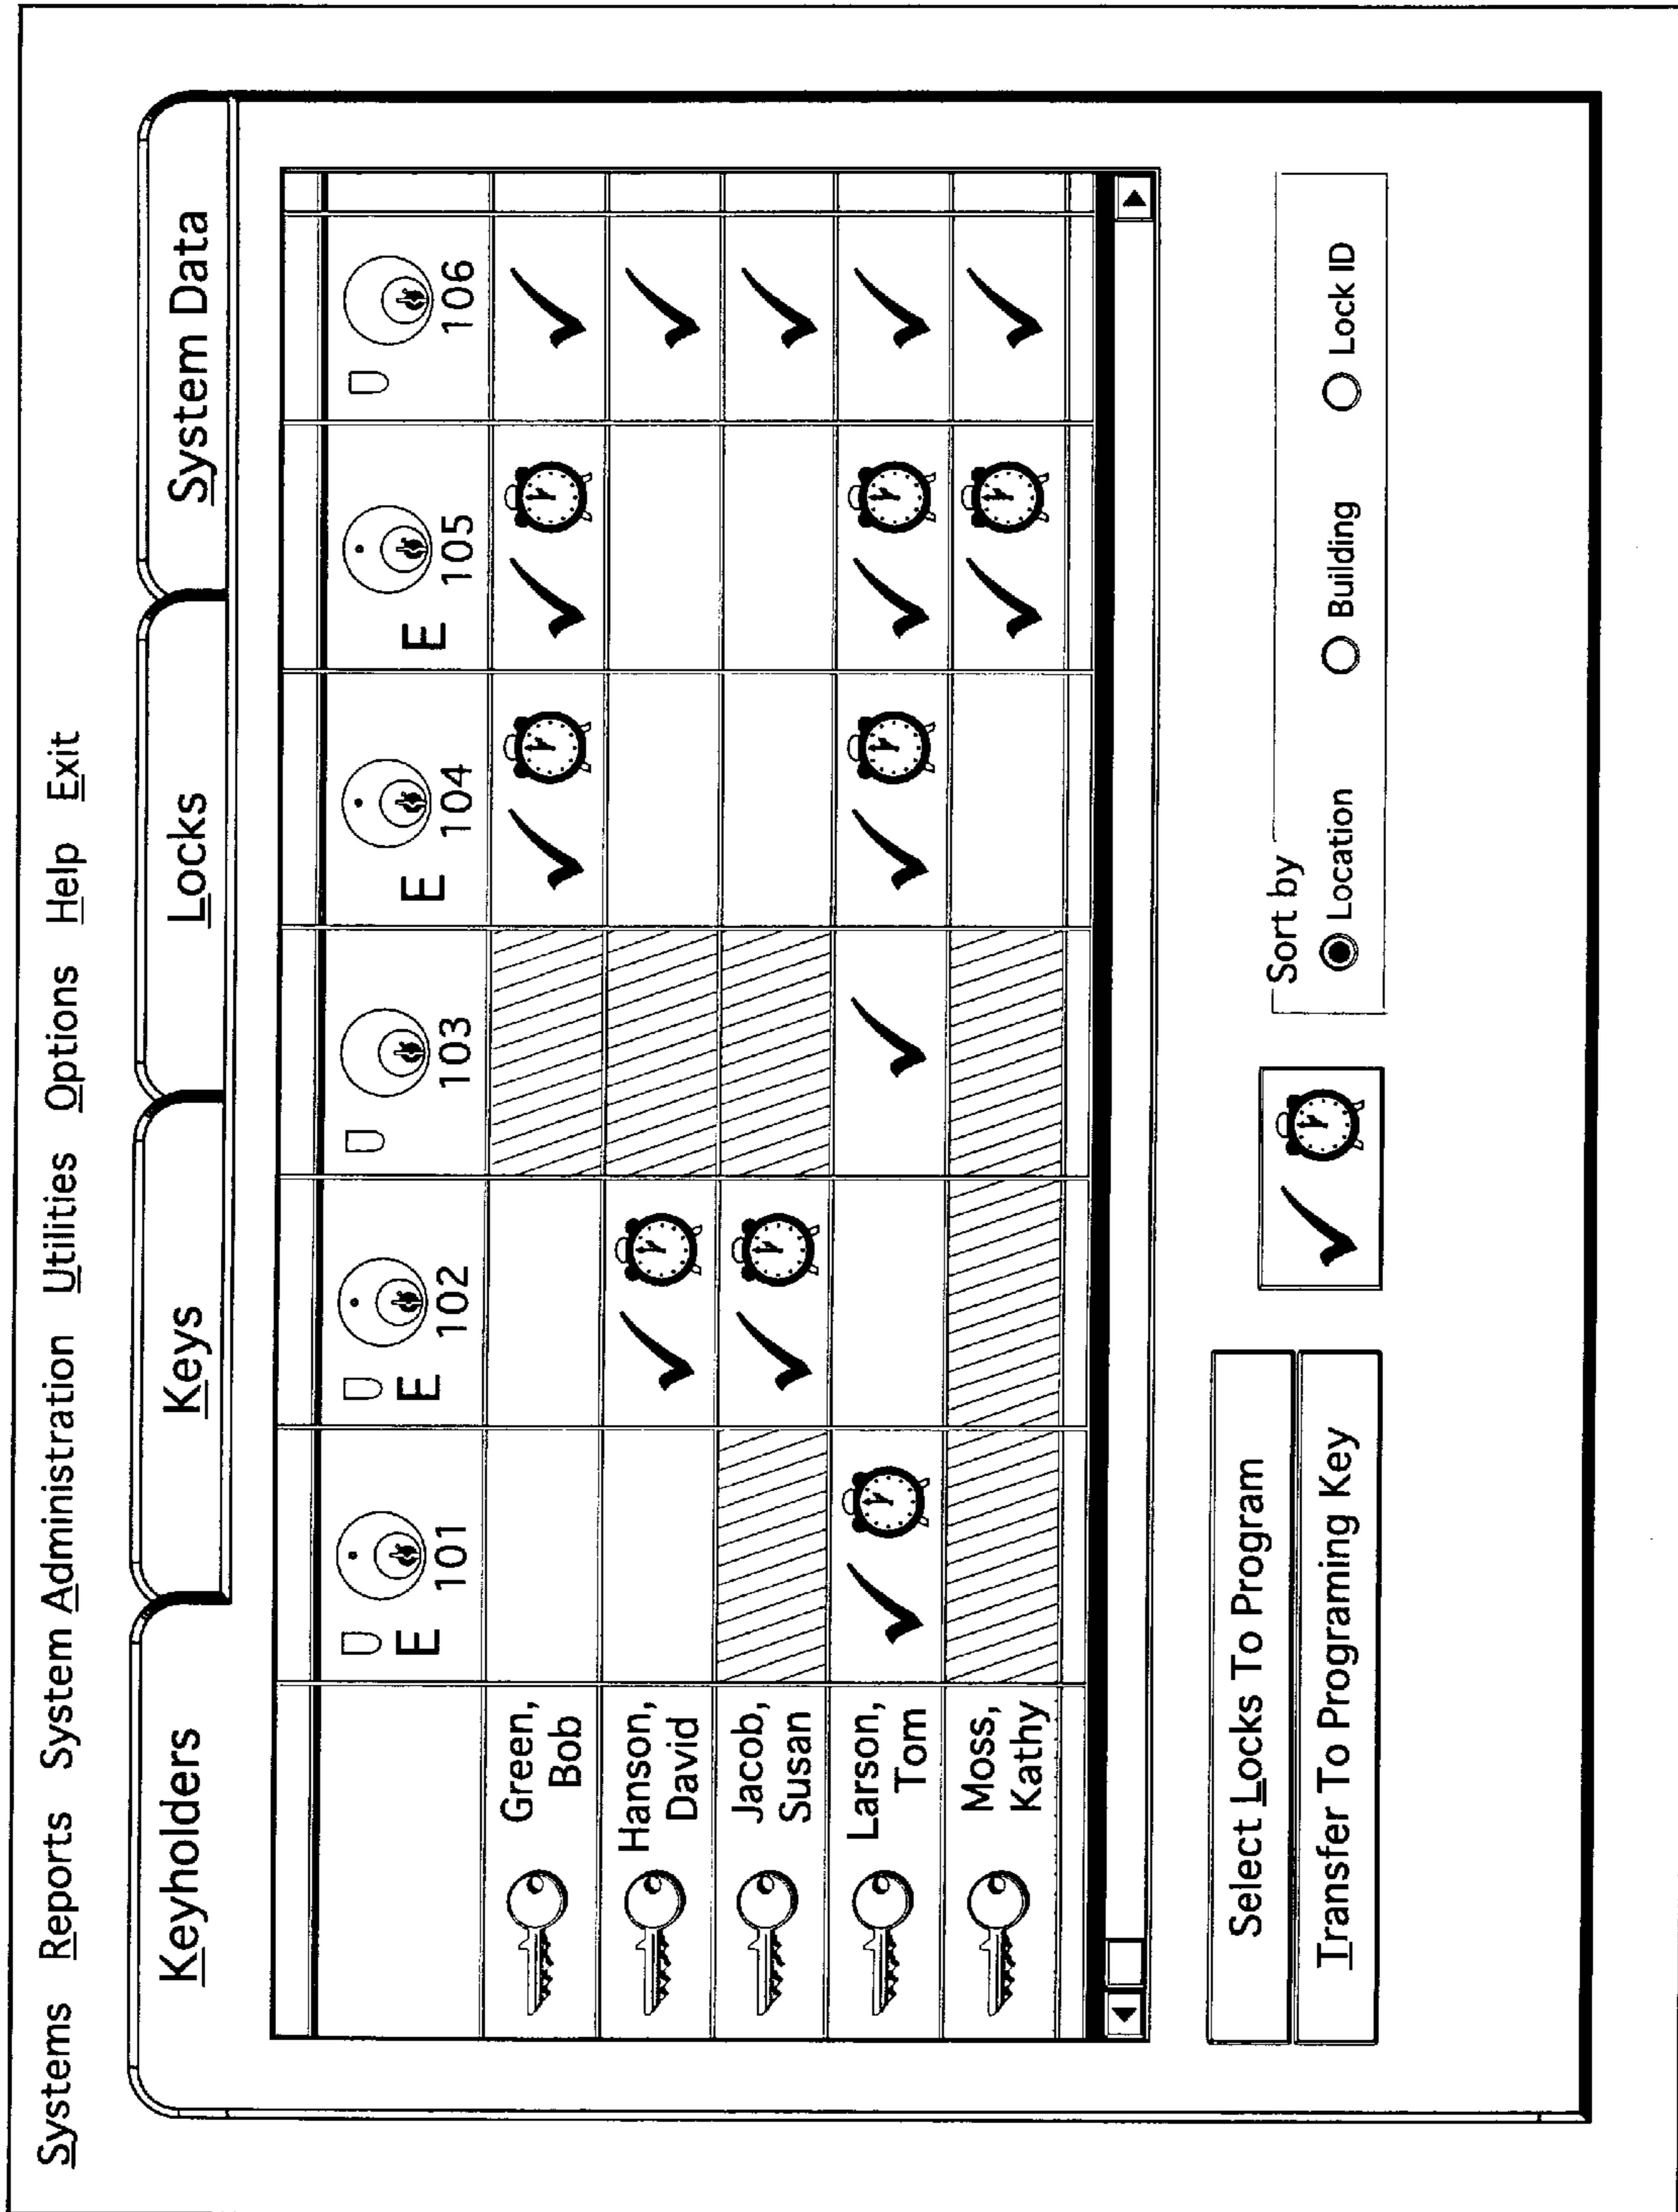 Systems Reports System Administration Utilities Options Help Exit
Keyholders Keys Locks System Data
E E E E
101 102 103 104 105 106
Green,
Bob
Hanson,
David
Jacob,
Susan
Larson,
Tom
Moss,
Kathy
Select Locks To Program
Transfer To Programing Key
Sort by
Location Building Lock ID